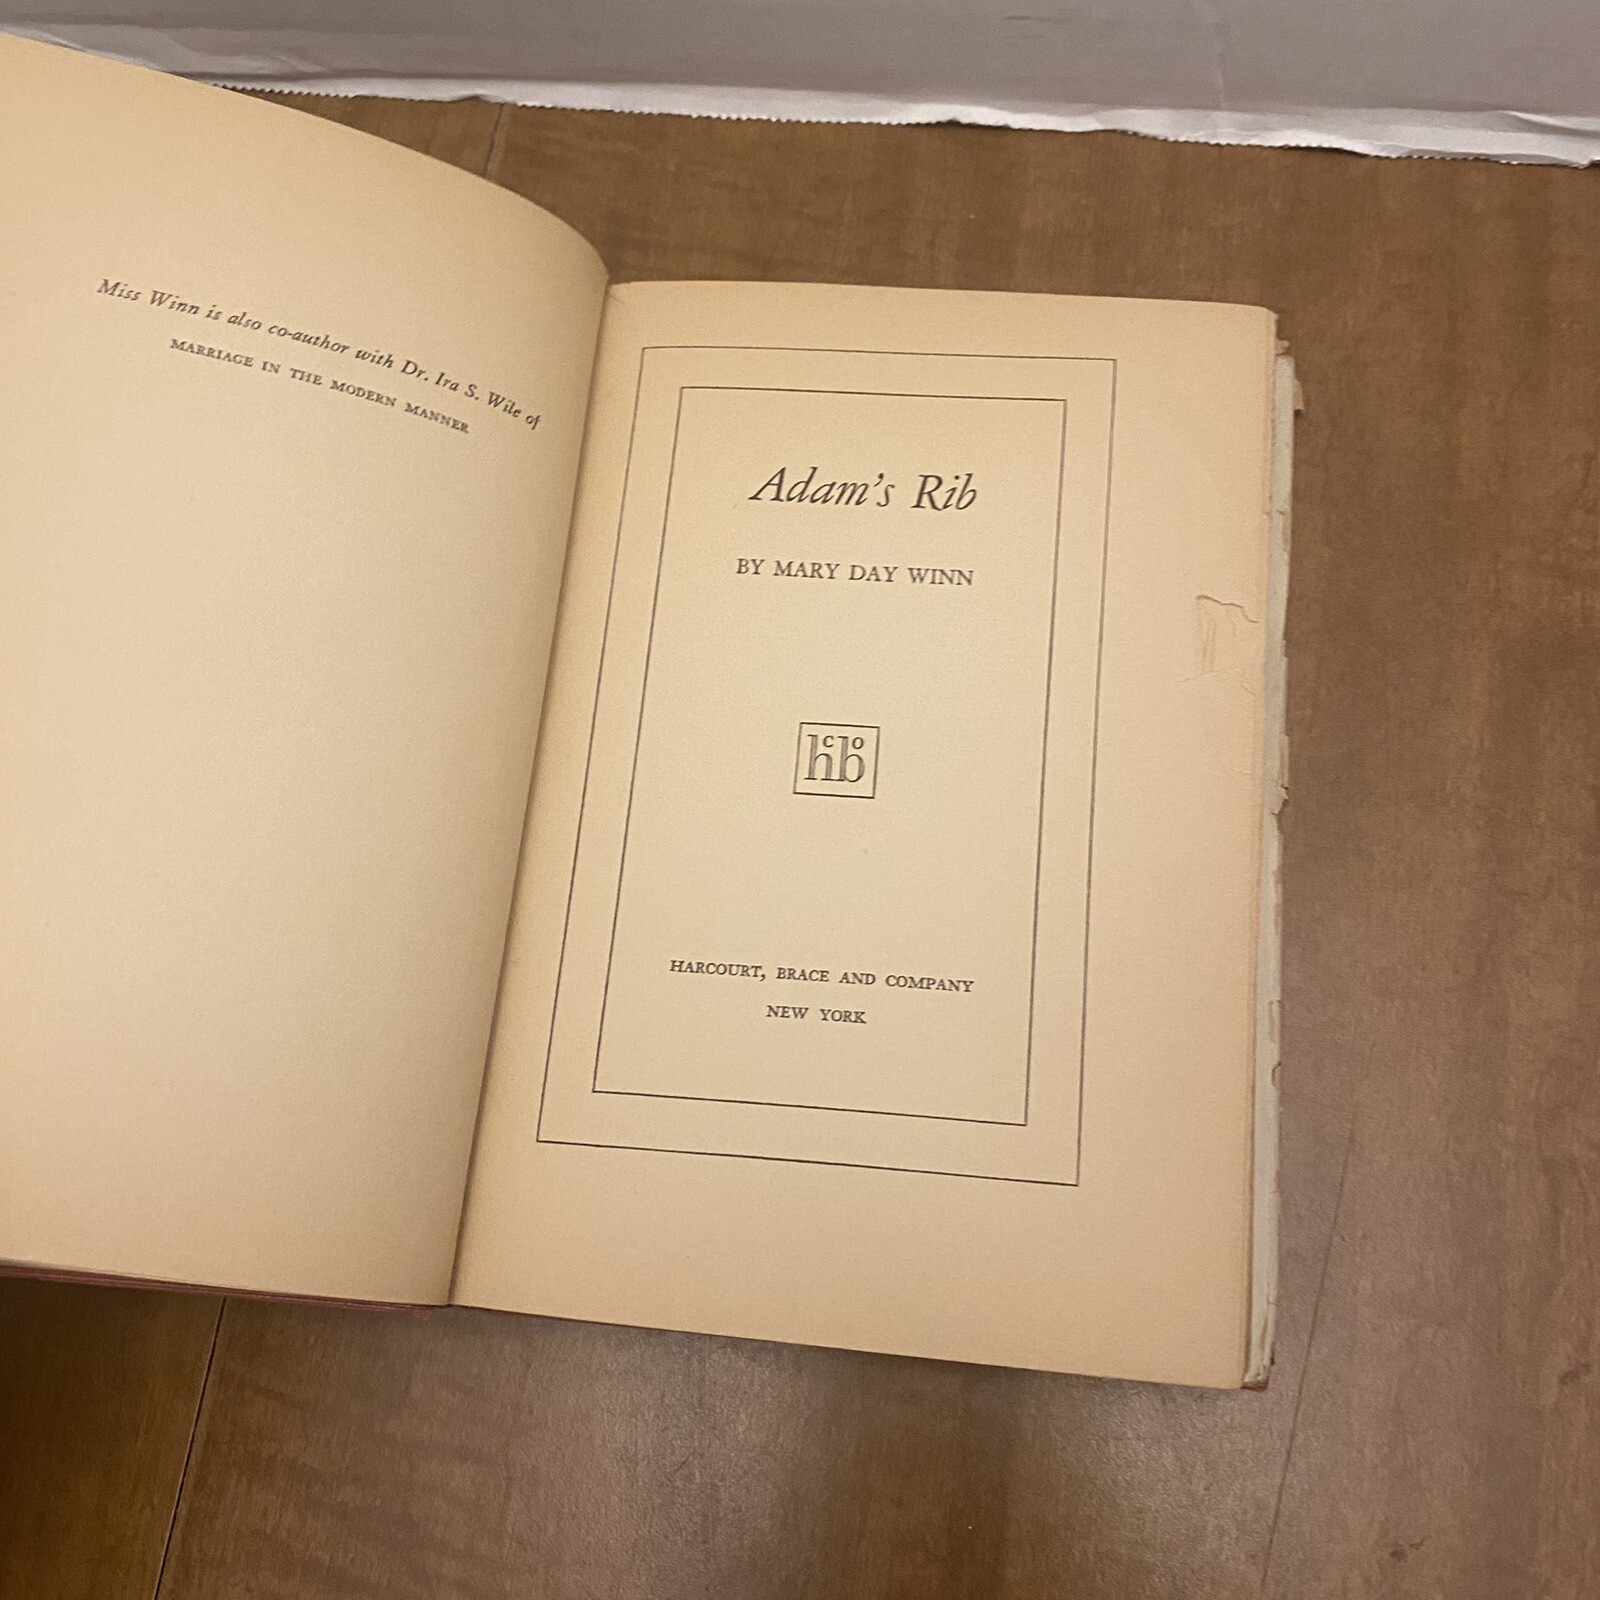 Miss Winn is also co-author with Dr. Ira S. Wile of
MARRIAGE IN THE MODERN MANNER
Adam's Rib
BY MARY DAY WINN
hcbo
HARCOURT, BRACE AND COMPANY
NEW YORK